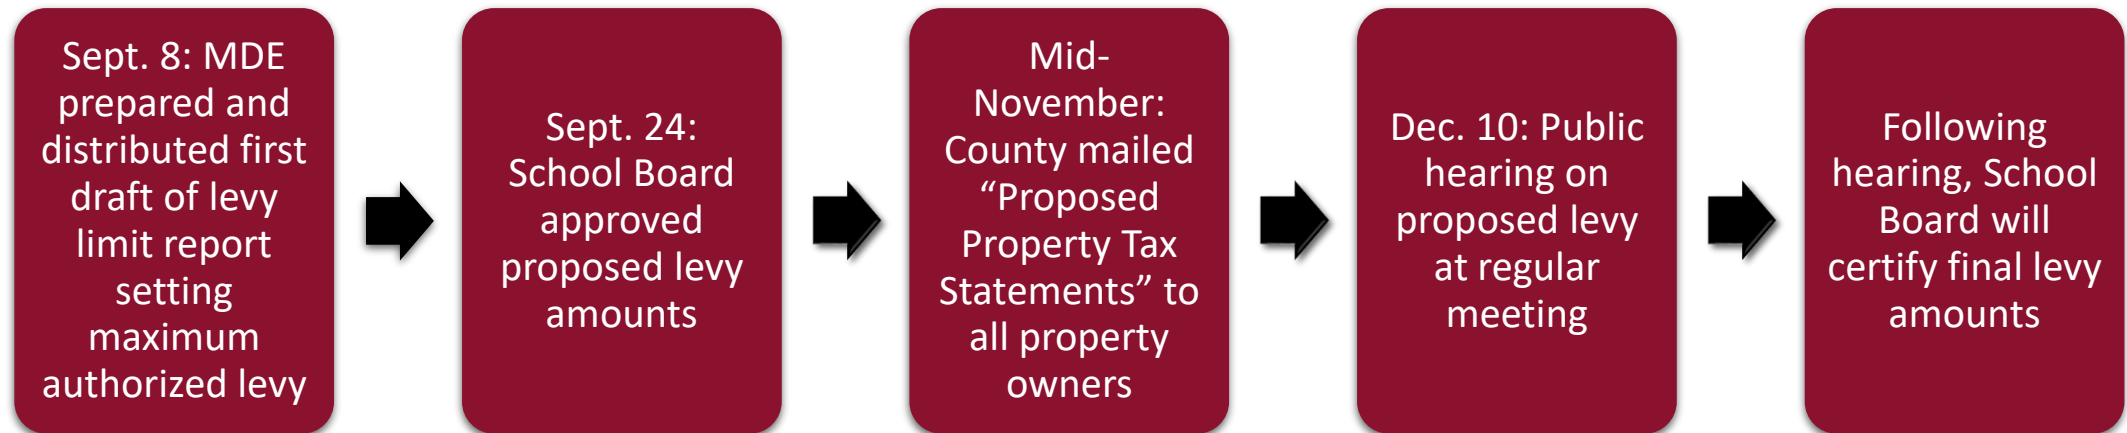 Sept. 8: MDE
prepared and
distributed first
draft of levy
limit report
setting
maximum
authorized levy
Sept. 24:
School Board
approved
proposed levy
amounts
Mid-
November:
County mailed
“Proposed
Property Tax
Statements” to
all property
owners
Dec. 10: Public
hearing on
proposed levy
at regular
meeting
Following
hearing, School
Board will
certify final levy
amounts